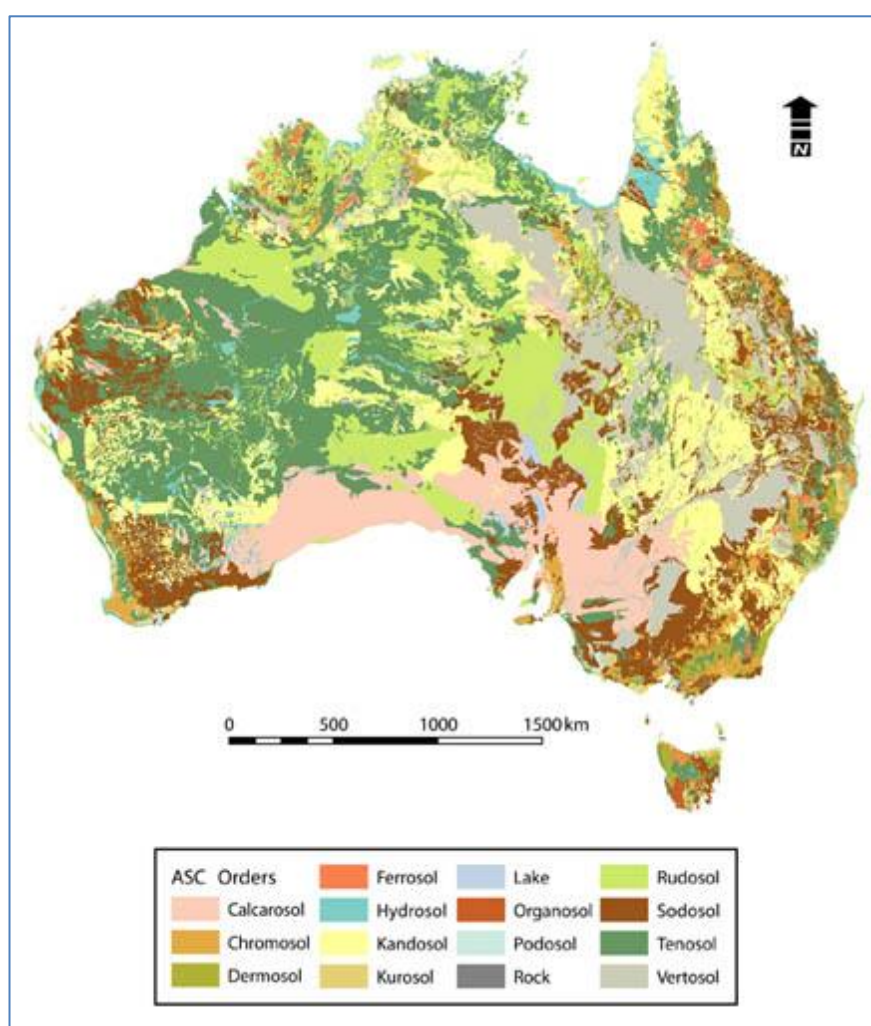 N
0 500 1000 1500 km
ASC Orders Ferrosol Lake Rudosol
Calcarosol Hydrosol Organosol Sodosol
Chromosol Kandosol Podosol Tenosol
Dermosol Kurosol Rock Vertosol